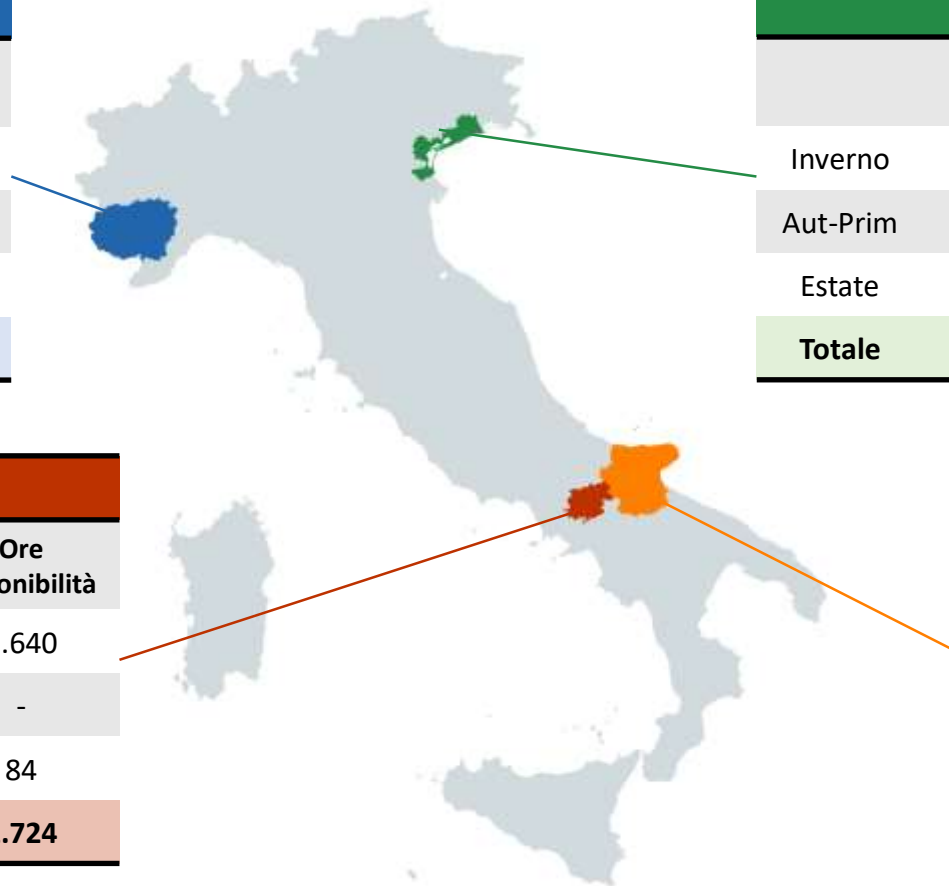 Inverno
Aut-Prim
Estate
Totale
Ore
onibilità
.640
-
84
.724